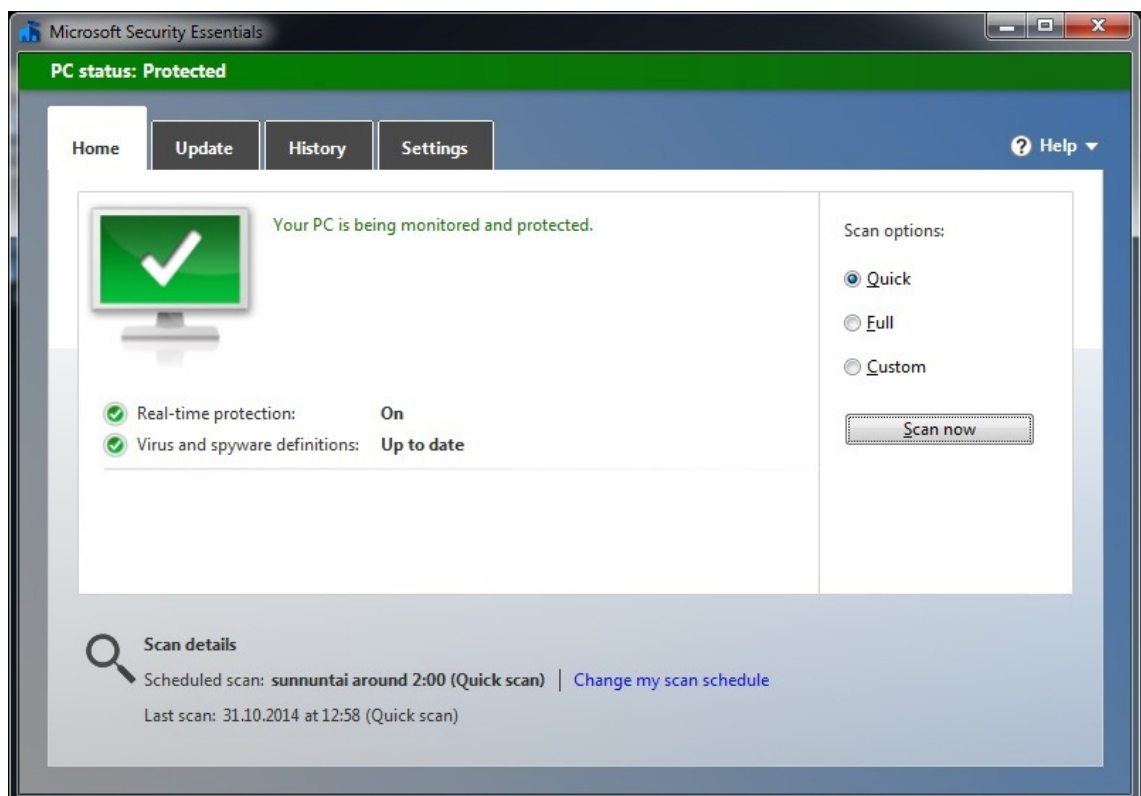 Microsoft Security Essentials
PC status: Protected
Home
Update
History
Settings
? Help
Your PC is being monitored and protected.
Real-time protection: On
Virus and spyware definitions: Up to date
Scan options:
Quick
Full
Custom
Scan now
Scan details
Scheduled scan: sunnuntai around 2:00 (Quick scan) | Change my scan schedule
Last scan: 31.10.2014 at 12:58 (Quick scan)